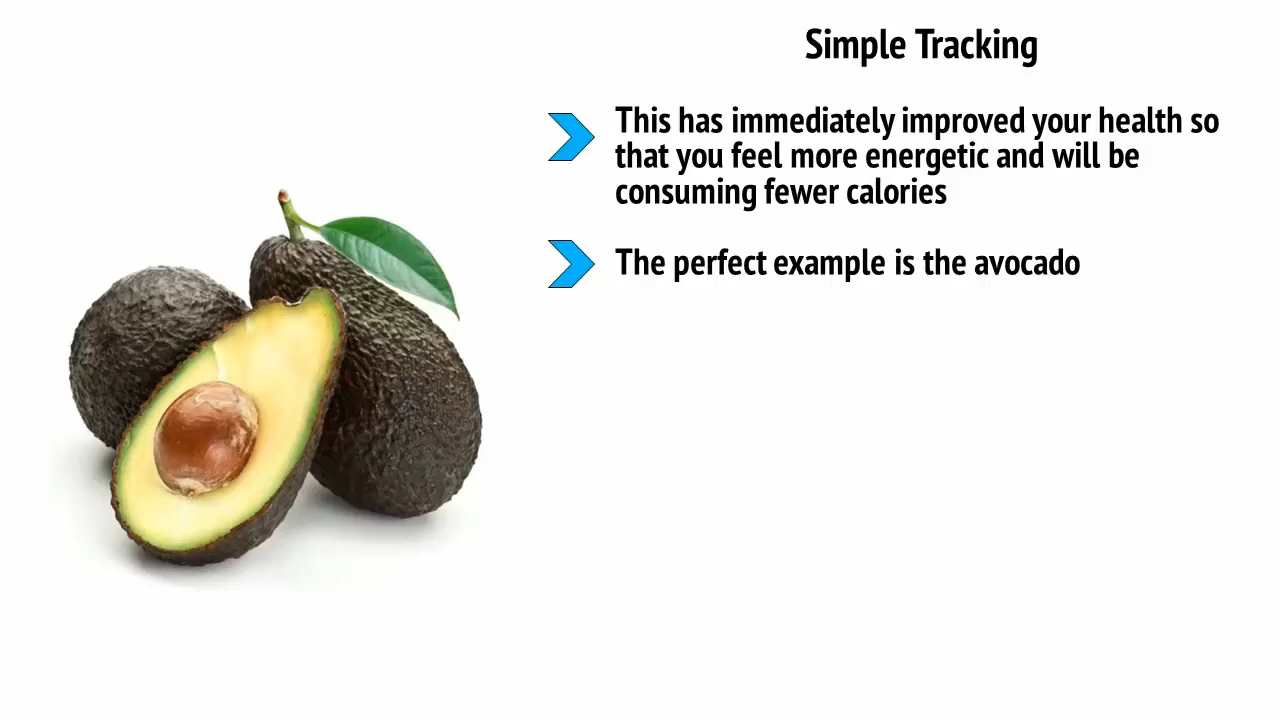 Simple Tracking
This has immediately improved your health so
that you feel more energetic and will be
consuming fewer calories
The perfect example is the avocado